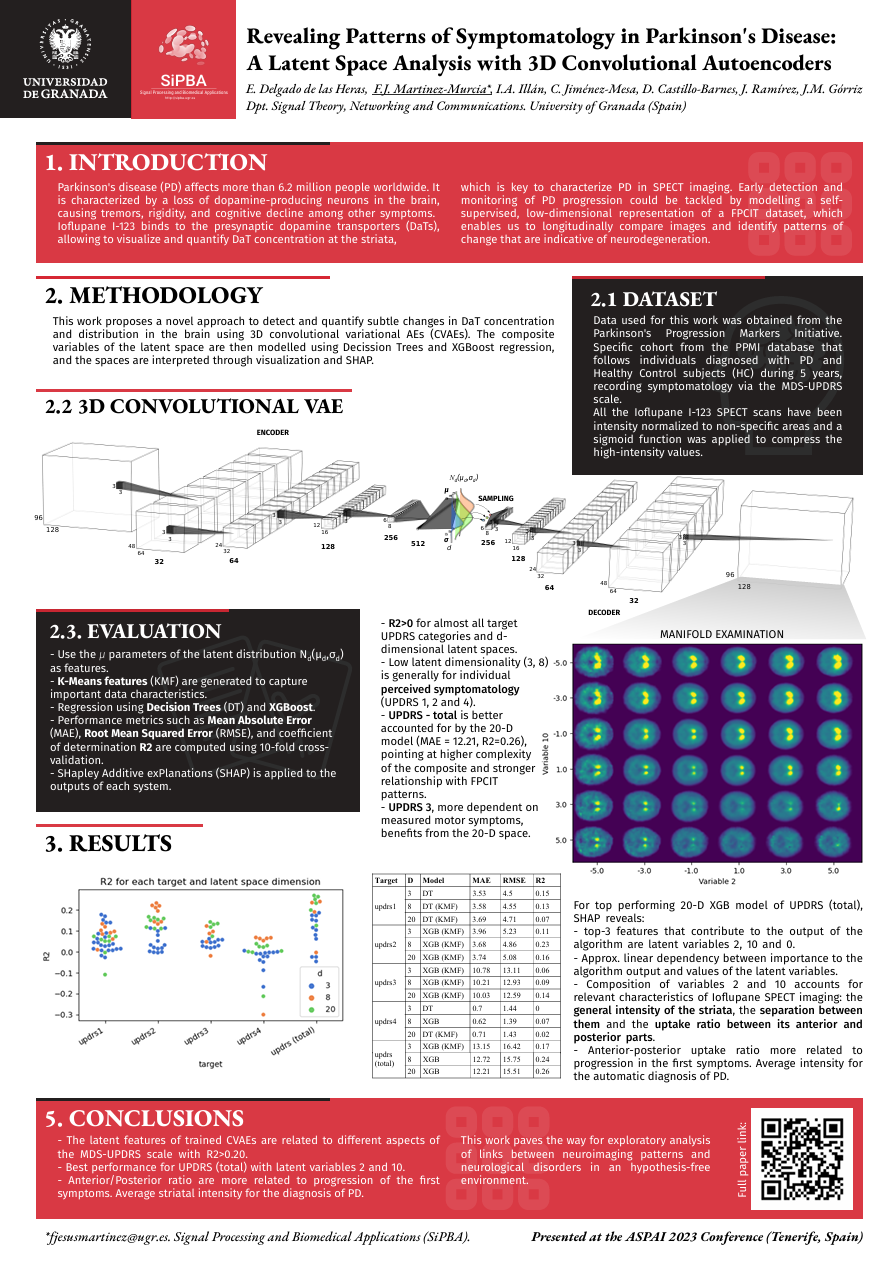 UNIVERSITAS · GRANATENSIS · 1531 ·
UNIVERSIDAD
DE GRANADA
SiPBA
Signal Processing and Biomedical Applications
Revealing Patterns of Symptomatology in Parkinson's Disease:
A Latent Space Analysis with 3D Convolutional Autoencoders
E. Delgado de las Heras, F.J. Martínez-Murcia*, I.A. Illán, C. Jiménez-Mesa, D. Castillo-Barnes, J. Ramírez, J.M. Górriz
Dpt. Signal Theory, Networking and Communications. University of Granada (Spain)
1. INTRODUCTION
Parkinson's disease (PD) affects more than 6.2 million people worldwide. It
is characterized by a loss of dopamine-producing neurons in the brain,
causing tremors, rigidity, and cognitive decline among other symptoms.
Ioflupane I-123 binds to the presynaptic dopamine transporters (DaTs),
allowing to visualize and quantify DaT concentration at the striata,
which is key to characterize PD in SPECT imaging. Early detection and
monitoring of PD progression could be tackled by modelling a self-
supervised, low-dimensional representation of a FPCIT dataset, which
enables us to longitudinally compare images and identify patterns of
change that are indicative of neurodegeneration.
2. METHODOLOGY
This work proposes a novel approach to detect and quantify subtle changes in DaT concentration
and distribution in the brain using 3D convolutional variational AEs (CVAEs). The composite
variables of the latent space are then modelled using Decission Trees and XGBoost regression,
and the spaces are interpreted through visualization and SHAP.
2.1 DATASET
Data used for this work was obtained from the
Parkinson's Progression Markers Initiative.
Specific cohort from the PPMI database that
follows individuals diagnosed with PD and
Healthy Control subjects (HC) during 5 years,
recording symptomatology via the MDS-UPDRS
scale.
All the Ioflupane I-123 SPECT scans have been
intensity normalized to non-specific areas and a
sigmoid function was applied to compress the
high-intensity values.
2.2 3D CONVOLUTIONAL VAE
ENCODER
96
128
3
3
48
64
32
3
3
24
32
64
3
3
12
16
128
3
3
6
8
256
512
N_d(μ_d,σ_d)
μ
σ
d
SAMPLING
6
8
256
12
16
128
24
32
64
3
3
48
64
32
3
3
96
128
DECODER
2.3. EVALUATION
- Use the μ parameters of the latent distribution N_d(μ_d,σ_d)
as features.
- K-Means features (KMF) are generated to capture
important data characteristics.
- Regression using Decision Trees (DT) and XGBoost.
- Performance metrics such as Mean Absolute Error
(MAE), Root Mean Squared Error (RMSE), and coefficient
of determination R2 are computed using 10-fold cross-
validation.
- SHapley Additive exPlanations (SHAP) is applied to the
outputs of each system.
- R2>0 for almost all target
UPDRS categories and d-
dimensional latent spaces.
- Low latent dimensionality (3, 8)
is generally for individual
perceived symptomatology
(UPDRS 1, 2 and 4).
- UPDRS - total is better
accounted for by the 20-D
model (MAE = 12.21, R2=0.26),
pointing at higher complexity
of the composite and stronger
relationship with FPCIT
patterns.
- UPDRS 3, more dependent on
measured motor symptoms,
benefits from the 20-D space.
MANIFOLD EXAMINATION
Variable 10
-5.0
-3.0
-1.0
1.0
3.0
5.0
-5.0 -3.0 -1.0 1.0 3.0 5.0
Variable 2
3. RESULTS
R2 for each target and latent space dimension
R2
0.2
0.1
0.0
−0.1
−0.2
−0.3
d
3
8
20
updrs1 updrs2 updrs3 updrs4 updrs (total)
target
Target D Model MAE RMSE R2
updrs1
3 DT 3.53 4.5 0.15
8 DT (KMF) 3.58 4.55 0.13
20 DT (KMF) 3.69 4.71 0.07
updrs2
3 XGB (KMF) 3.96 5.23 0.11
8 XGB (KMF) 3.68 4.86 0.23
20 XGB (KMF) 3.74 5.08 0.16
updrs3
3 XGB (KMF) 10.78 13.11 0.06
8 XGB (KMF) 10.21 12.93 0.09
20 XGB (KMF) 10.03 12.59 0.14
updrs4
3 DT 0.7 1.44 0
8 XGB 0.62 1.39 0.07
20 DT (KMF) 0.71 1.43 0.02
updrs
(total)
3 XGB (KMF) 13.15 16.42 0.17
8 XGB 12.72 15.75 0.24
20 XGB 12.21 15.51 0.26
For top performing 20-D XGB model of UPDRS (total),
SHAP reveals:
- top-3 features that contribute to the output of the
algorithm are latent variables 2, 10 and 0.
- Approx. linear dependency between importance to the
algorithm output and values of the latent variables.
- Composition of variables 2 and 10 accounts for
relevant characteristics of Ioflupane SPECT imaging: the
general intensity of the striata, the separation between
them and the uptake ratio between its anterior and
posterior parts.
- Anterior-posterior uptake ratio more related to
progression in the first symptoms. Average intensity for
the automatic diagnosis of PD.
5. CONCLUSIONS
- The latent features of trained CVAEs are related to different aspects of
the MDS-UPDRS scale with R2>0.20.
- Best performance for UPDRS (total) with latent variables 2 and 10.
- Anterior/Posterior ratio are more related to progression of the first
symptoms. Average striatal intensity for the diagnosis of PD.
This work paves the way for exploratory analysis
of links between neuroimaging patterns and
neurological disorders in an hypothesis-free
environment.
Full paper link:
*fjesusmartinez@ugr.es. Signal Processing and Biomedical Applications (SiPBA).
Presented at the ASPAI 2023 Conference (Tenerife, Spain)